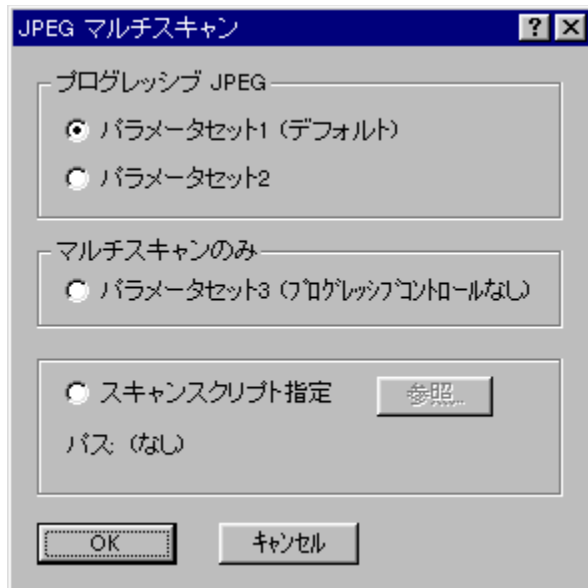 JPEG マルチスキャン
プログレッシブ JPEG
パラメータセット1 (デフォルト)
パラメータセット2
マルチスキャンのみ
パラメータセット3 (ﾌﾟﾛｸﾞﾚｯｼﾌﾞｺﾝﾄﾛｰﾙなし)
スキャンスクリプト指定 参照...
パス: (なし)
OK ｷｬﾝｾﾙ